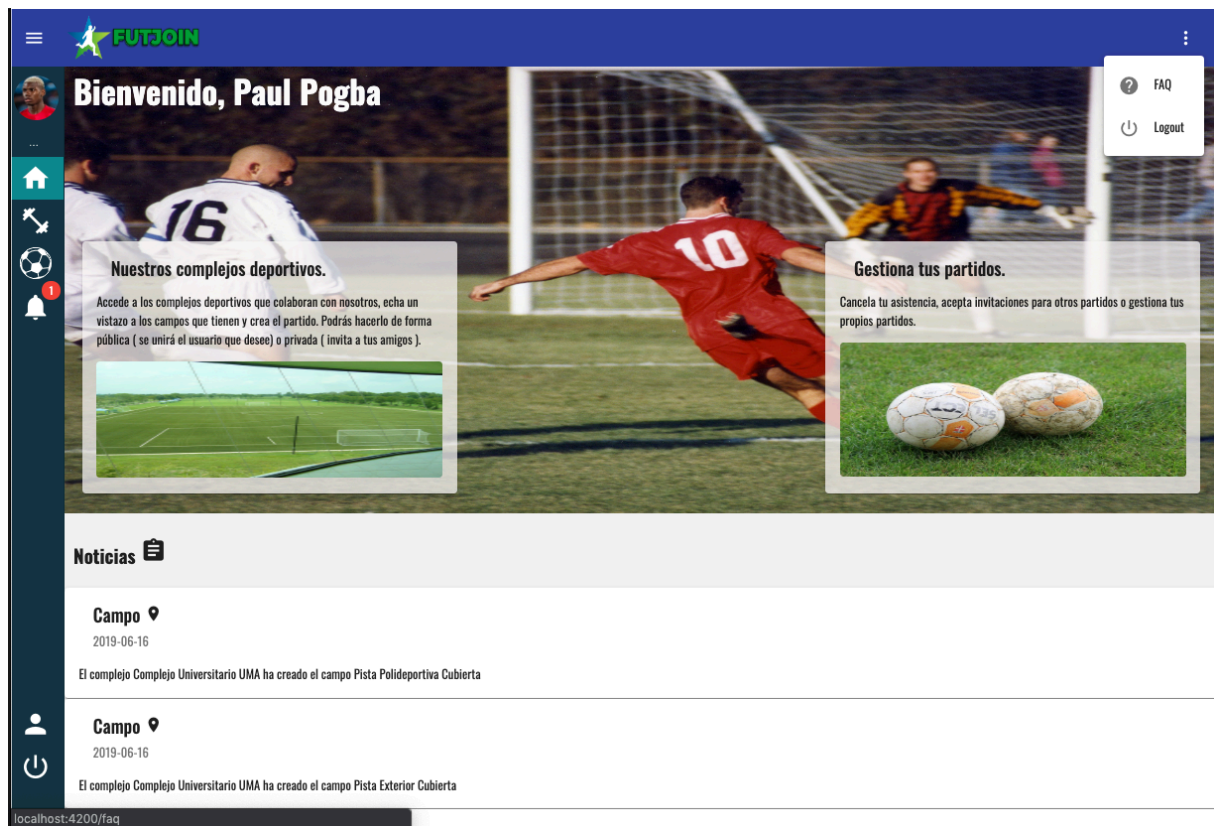 FUTJOIN
Bienvenido, Paul Pogba
FAQ
Logout
...
1
16
10
Nuestros complejos deportivos.
Accede a los complejos deportivos que colaboran con nosotros, echa un
vistazo a los campos que tienen y crea el partido. Podrás hacerlo de forma
pública ( se unirá el usuario que desee) o privada ( invita a tus amigos ).
Gestiona tus partidos.
Cancela tu asistencia, acepta invitaciones para otros partidos o gestiona tus
propios partidos.
Noticias
Campo
2019-06-16
El complejo Complejo Universitario UMA ha creado el campo Pista Polideportiva Cubierta
Campo
2019-06-16
El complejo Complejo Universitario UMA ha creado el campo Pista Exterior Cubierta
localhost:4200/faq